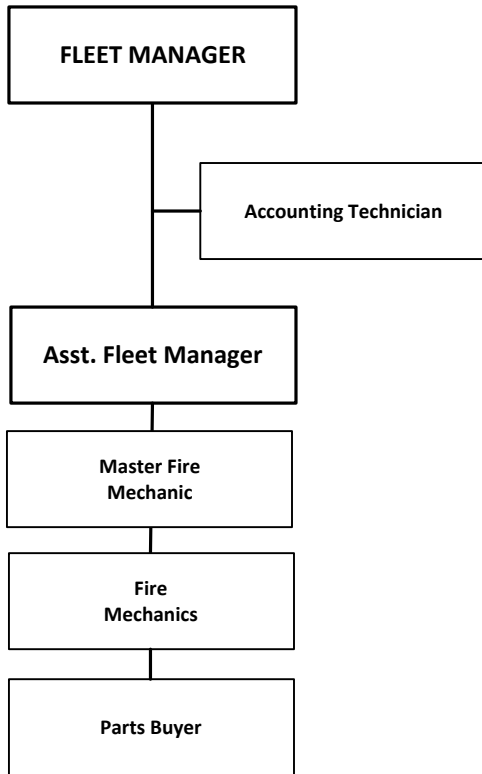 FLEET MANAGER
Accounting Technician
Asst. Fleet Manager
Master Fire
Mechanic
Fire
Mechanics
Parts Buyer